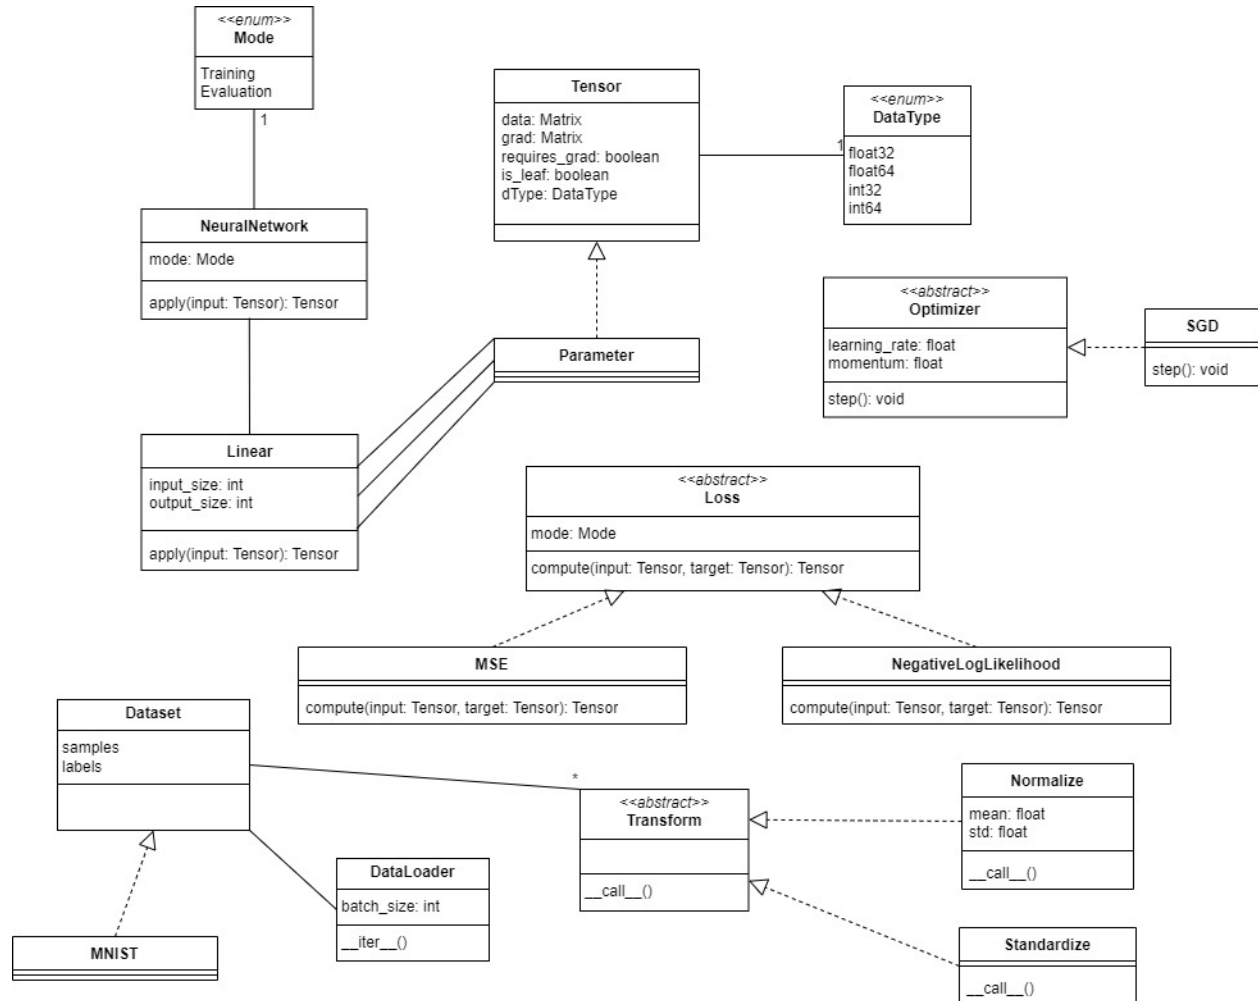 <<enum>>
Mode
Training
Evaluation
1
Tensor
data: Matrix
grad: Matrix
requires_grad: boolean
is_leaf: boolean
dType: DataType
1
<<enum>>
DataType
float32
float64
int32
int64
NeuralNetwork
mode: Mode
apply(input: Tensor): Tensor
<<abstract>>
Optimizer
learning_rate: float
momentum: float
step(): void
SGD
step(): void
Parameter
Linear
input_size: int
output_size: int
apply(input: Tensor): Tensor
<<abstract>>
Loss
mode: Mode
compute(input: Tensor, target: Tensor): Tensor
MSE
compute(input: Tensor, target: Tensor): Tensor
NegativeLogLikelihood
compute(input: Tensor, target: Tensor): Tensor
Dataset
samples
labels
*
<<abstract>>
Transform
__call__()
Normalize
mean: float
std: float
__call__()
DataLoader
batch_size: int
__iter__()
MNIST
Standardize
__call__()